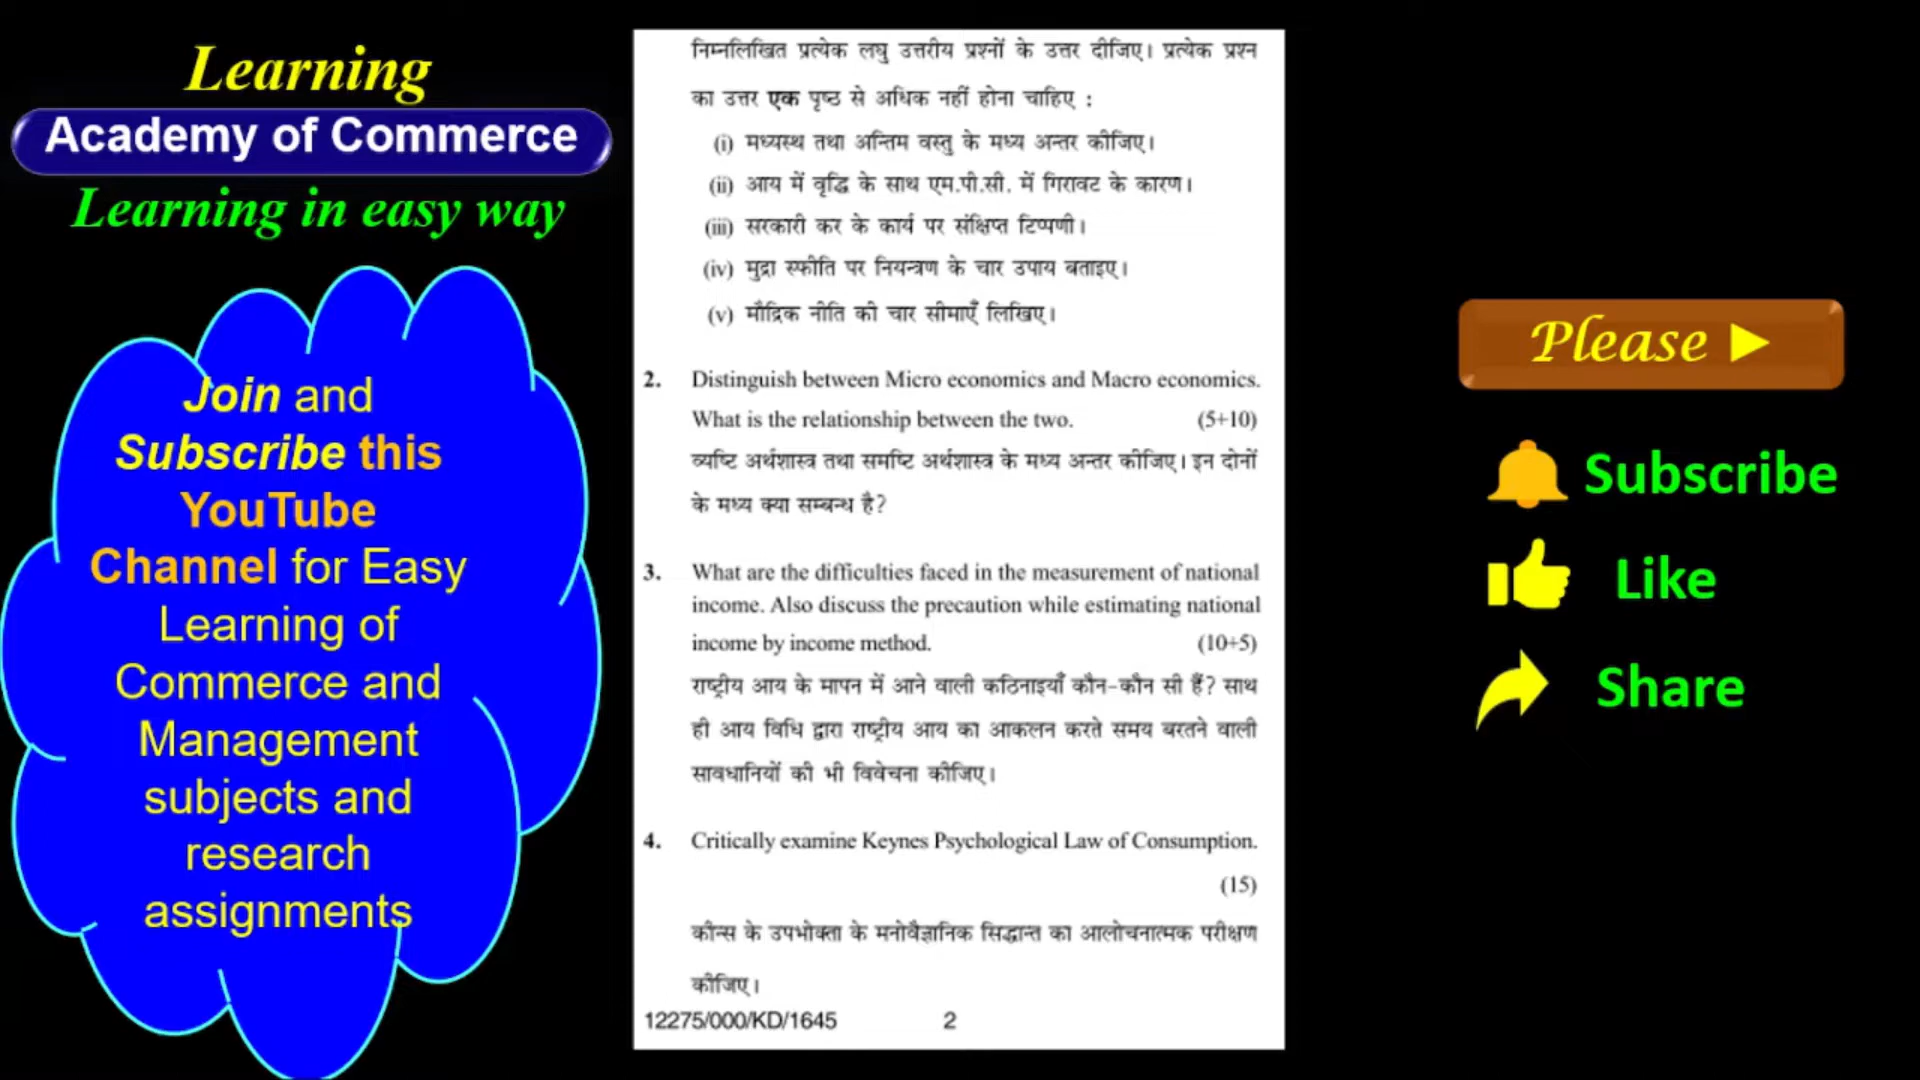 Learning
Academy of Commerce
Learning in easy way
Join and
Subscribe this
YouTube
Channel for Easy
Learning of
Commerce and
Management
subjects and
research
assignments
निम्नलिखित प्रत्येक लघु उत्तरीय प्रश्नों के उत्तर दीजिए। प्रत्येक प्रश्न
का उत्तर एक पृष्ठ से अधिक नहीं होना चाहिए :
(i) मध्यस्थ तथा अन्तिम वस्तु के मध्य अन्तर कीजिए।
(ii) आय में वृद्धि के साथ एम.पी.सी. में गिरावट के कारण।
(iii) सरकारी कर के कार्य पर संक्षिप्त टिप्पणी।
(iv) मुद्रा स्फीति पर नियन्त्रण के चार उपाय बताइए।
(v) मौद्रिक नीति की चार सीमाएँ लिखिए।
2. Distinguish between Micro economics and Macro economics.
What is the relationship between the two. (5+10)
व्यष्टि अर्थशास्त्र तथा समष्टि अर्थशास्त्र के मध्य अन्तर कीजिए। इन दोनों
के मध्य क्या सम्बन्ध है?
3. What are the difficulties faced in the measurement of national
income. Also discuss the precaution while estimating national
income by income method. (10+5)
राष्ट्रीय आय के मापन में आने वाली कठिनाइयाँ कौन-कौन सी हैं? साथ
ही आय विधि द्वारा राष्ट्रीय आय का आकलन करते समय बरतने वाली
सावधानियों की भी विवेचना कीजिए।
4. Critically examine Keynes Psychological Law of Consumption.
(15)
कीन्स के उपभोक्ता के मनोवैज्ञानिक सिद्धान्त का आलोचनात्मक परीक्षण
कीजिए।
12275/000/KD/1645 2
Please
Subscribe
Like
Share